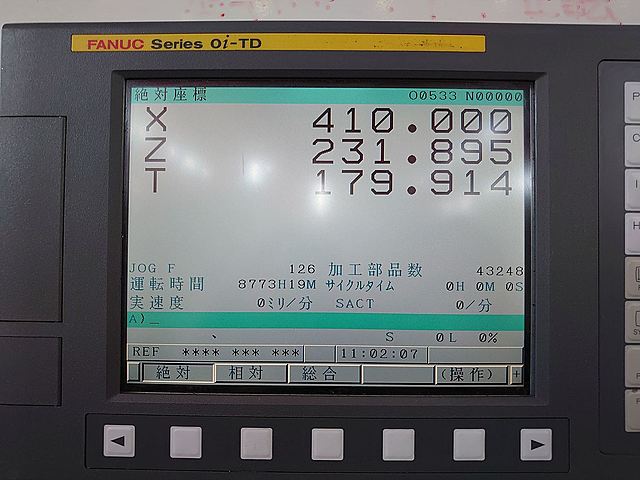 FANUC Series 0i-TD
絶対座標 O0533 N00000
X 410.000
Z 231.895
T 179.914
JOG F 126 加工部品数 43248
運転時間 8773H19M サイクルタイム 0H 0M 0S
実速度 0ミリ/分 SACT 0/分
A)_
S 0L 0%
REF **** *** *** 11:02:07
絶対 相対 総合 (操作) +